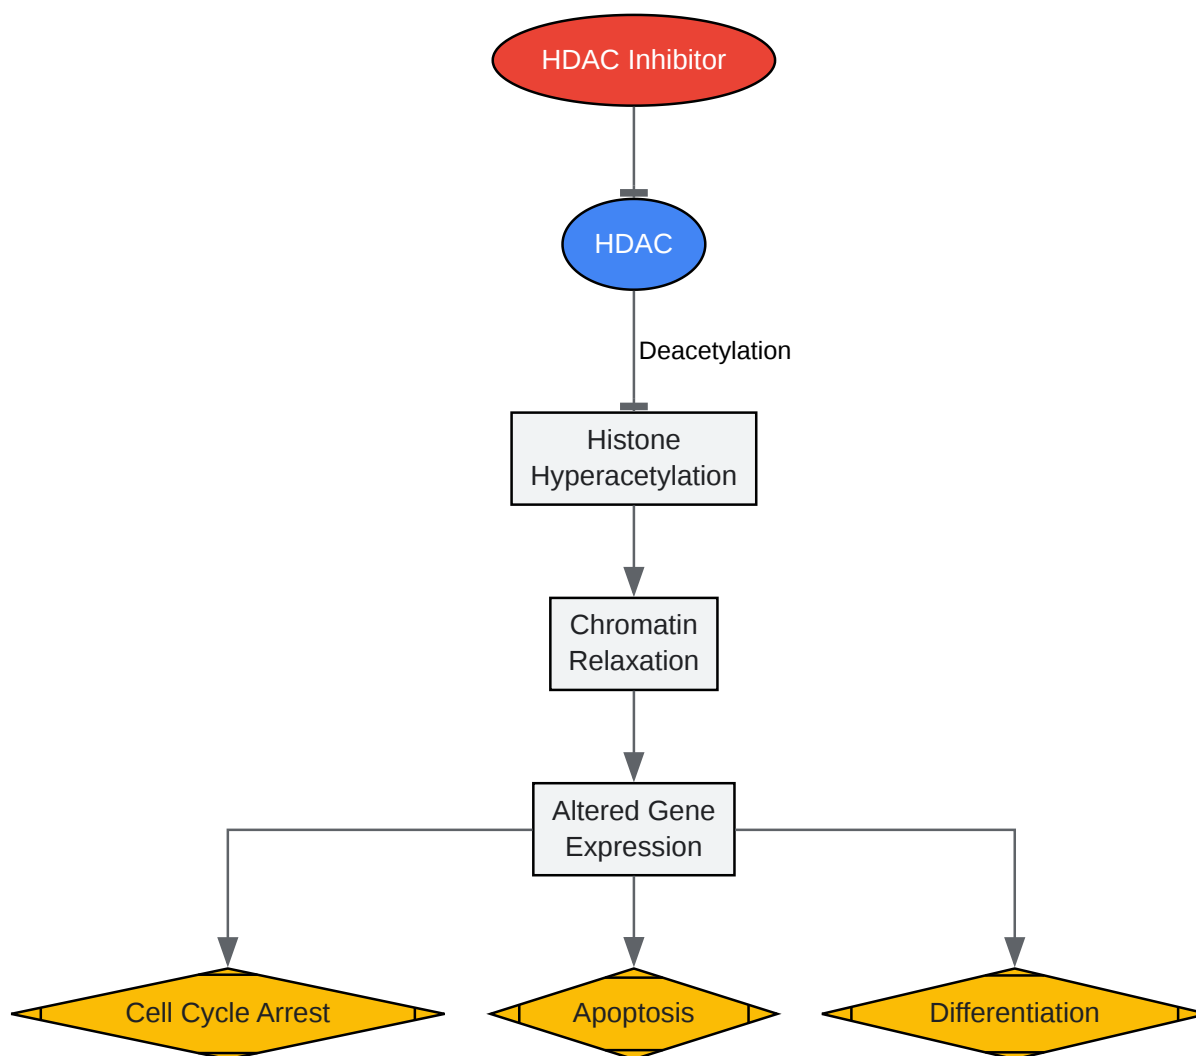 HDAC Inhibitor
HDAC
Deacetylation
Histone
Hyperacetylation
Chromatin
Relaxation
Altered Gene
Expression
Cell Cycle Arrest
Apoptosis
Differentiation